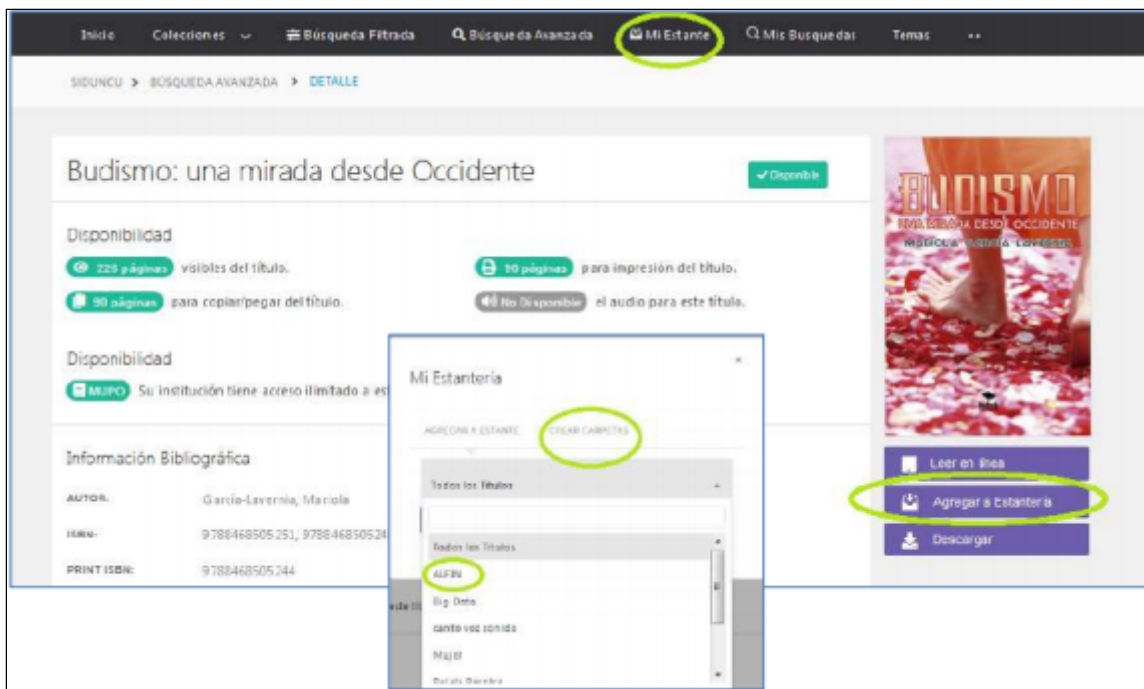 Inicio Colecciones Búsqueda Filtrada Búsqueda Avanzada Mi Estante Mis Busquedas Temas
SIDUNCU > BÚSQUEDA AVANZADA > DETALLE
Budismo: una mirada desde Occidente
Disponible
Disponibilidad
225 páginas visibles del título.
10 páginas para impresión del título.
90 páginas para copiar/pegar del título.
No Disponible el audio para este título.
Disponibilidad
MUPO Su institución tiene acceso ilimitado a es
Información Bibliográfica
AUTOR: García-Lavernia, Mariola
ISBN: 9788468505251, 978846850524
PRINT ISBN: 9788468505244
Mi Estantería
×
AGREGAR A ESTANTE CREAR CARPETAS
Todos los Títulos
Todos los Títulos
ALFIN
Big Data
canto voz sonido
Mujer
BUDISMO
UNA MIRADA DESDE OCCIDENTE
MARIOLA GARCÍA-LAVERNIA
Leer en línea
Agregar a Estantería
Descargar